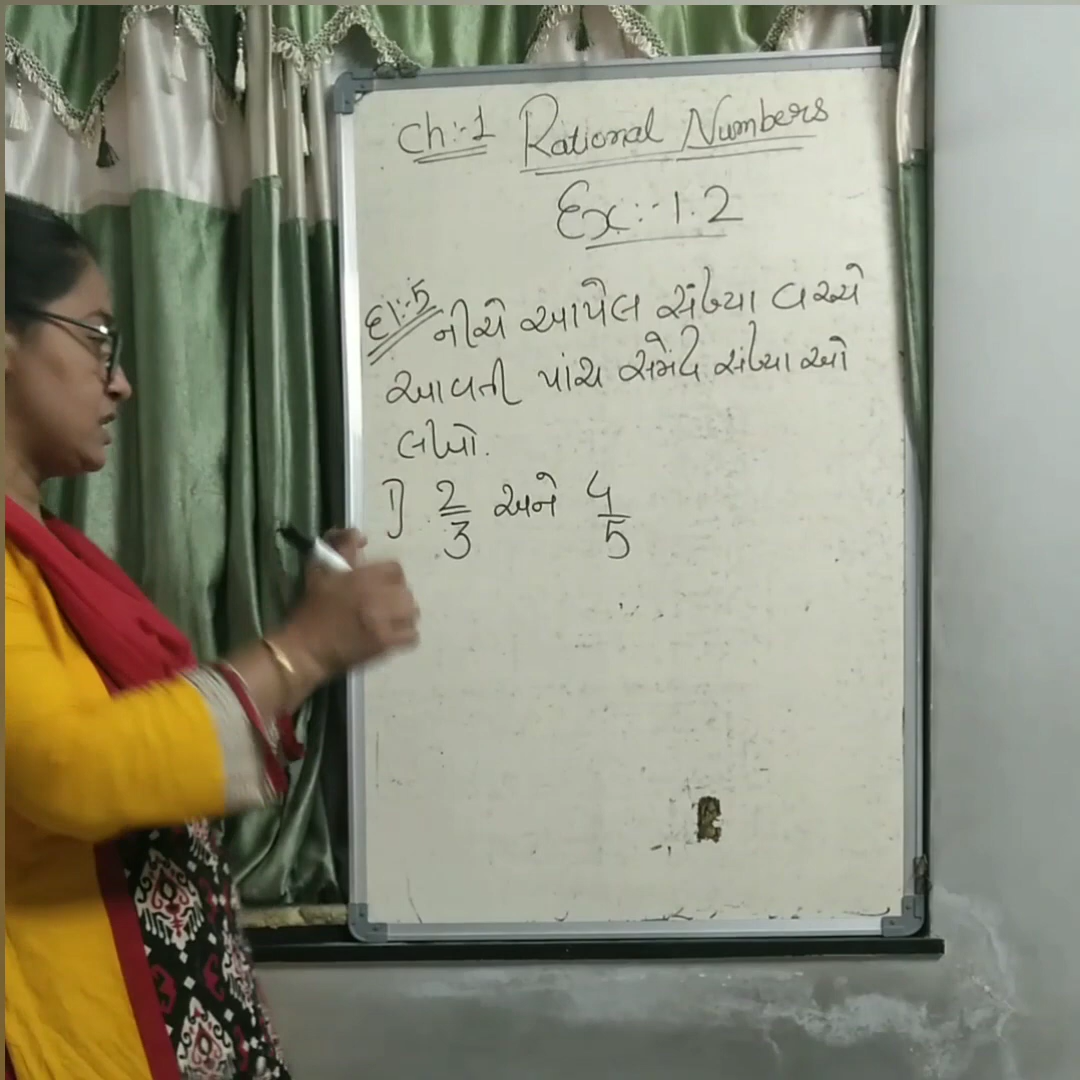 Ch:-1 Rational Numbers
Ex:-1.2
દા:-5 નીચે આપેલ સંખ્યા વચ્ચે
આવતી પાંચ સંમેય સંખ્યાઓ
લખો.
1) 2/3 અને 4/5